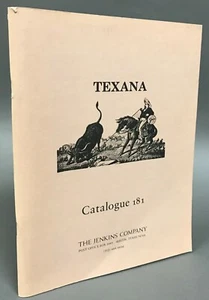 TEXANA
Catalogue 181
THE JENKINS COMPANY